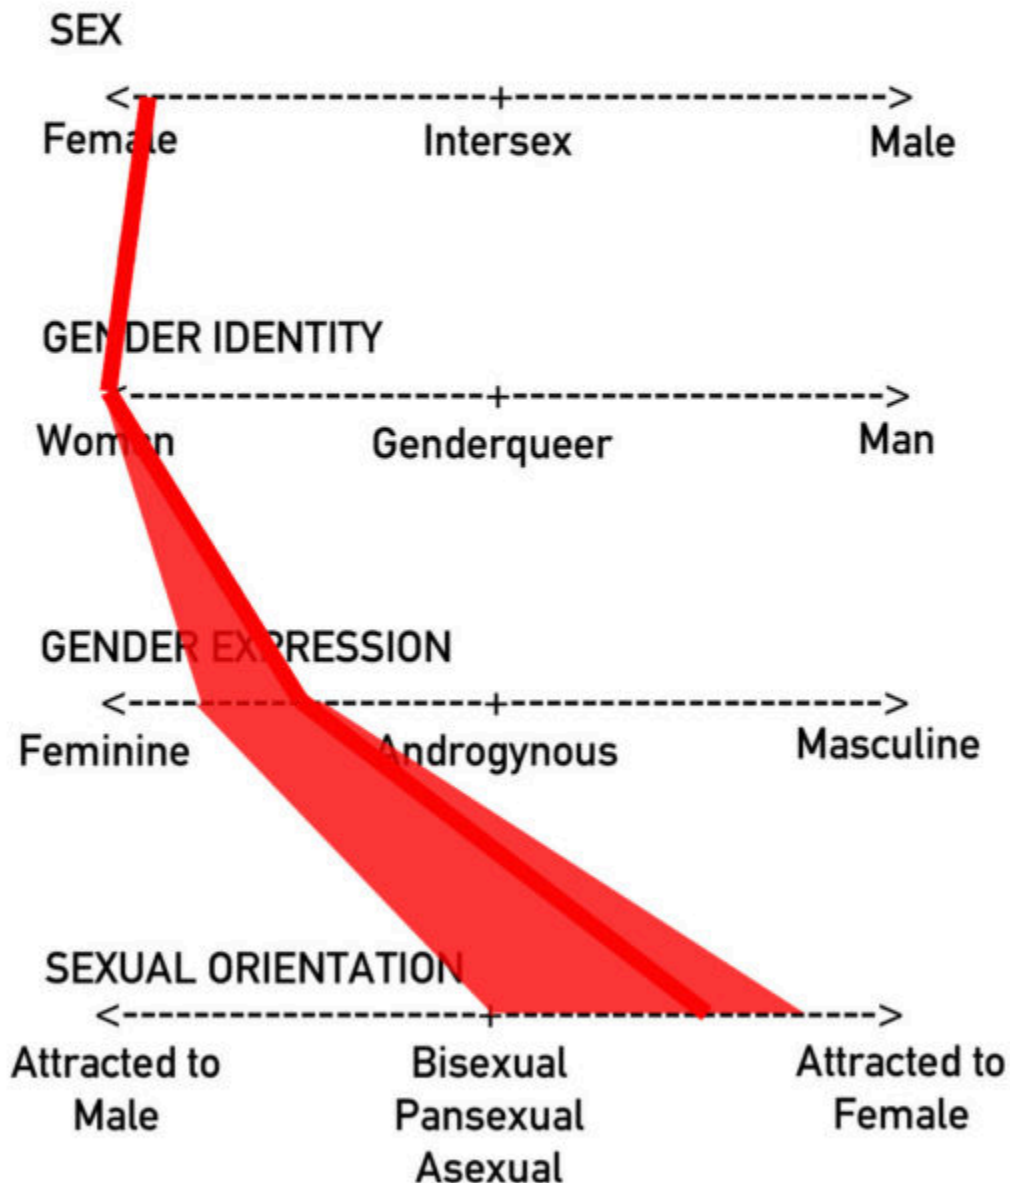 SEX
<----------------+---------------->
Female Intersex Male
GENDER IDENTITY
<----------------+---------------->
Women Genderqueer Man
GENDER EXPRESSION
<----------------+---------------->
Feminine Androgynous Masculine
SEXUAL ORIENTATION
<----------------+---------------->
Attracted to Male Bisexual Pansexual Asexual Attracted to Female